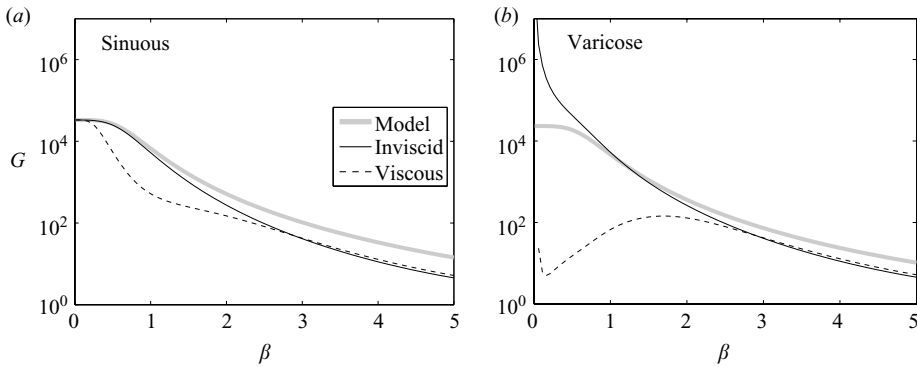 (a)
Sinuous
10^6
10^4
10^2
10^0
G
Model
Inviscid
Viscous
0 1 2 3 4 5
β
(b)
Varicose
10^6
10^4
10^2
10^0
0 1 2 3 4 5
β